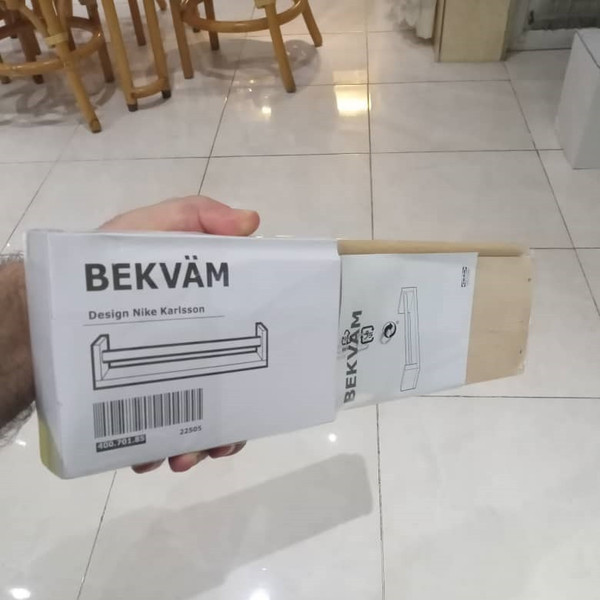 BEKVÄM
Design Nike Karlsson
22505
400.701.85
BEKVÄM